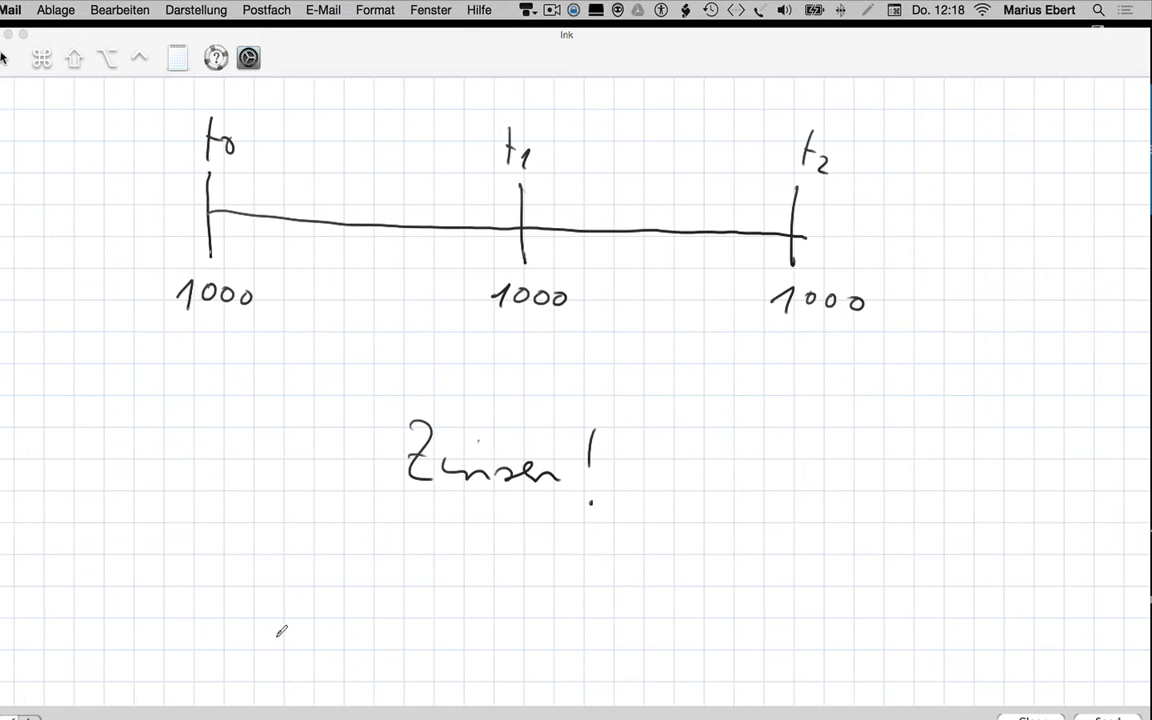 Mail Ablage Bearbeiten Darstellung Postfach E-Mail Format Fenster Hilfe Do. 12:18 Marius Ebert
Ink
t0 t1 t2
1000 1000 1000
Zinsen!